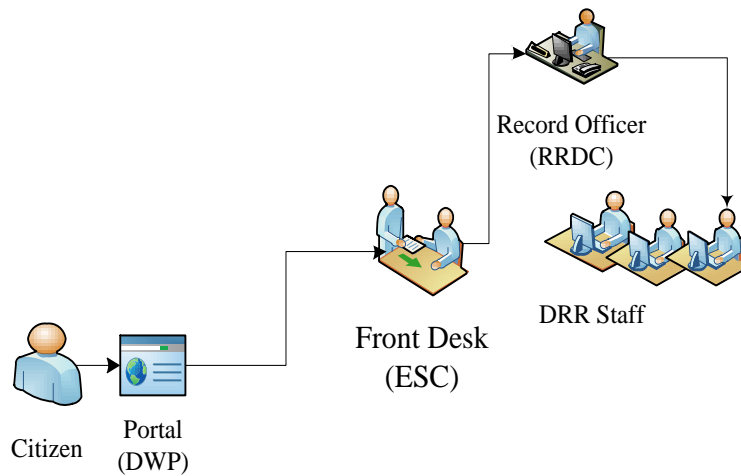 Record Officer
(RRDC)
DRR Staff
Front Desk
(ESC)
Citizen
Portal
(DWP)